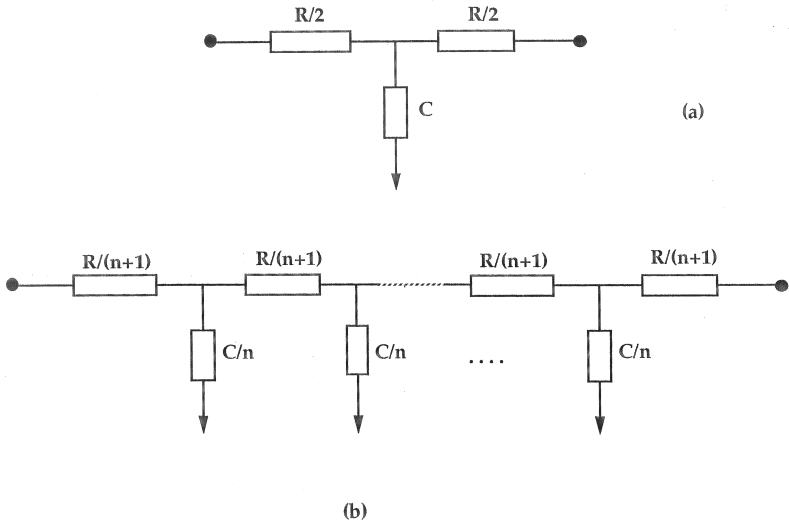 R/2 R/2
C
(a)
R/(n+1) R/(n+1) R/(n+1) R/(n+1)
C/n C/n .... C/n
(b)